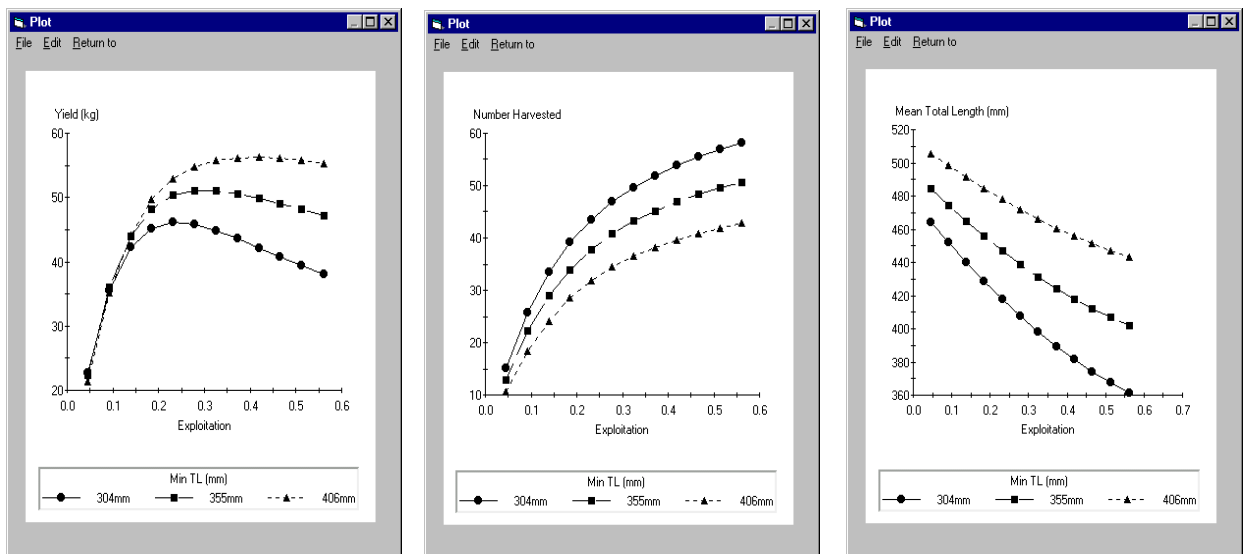 Plot
File Edit Return to
Yield (kg)
60
50
40
30
20
0.0 0.1 0.2 0.3 0.4 0.5 0.6
Exploitation
Min TL (mm)
304mm 355mm 406mm
Plot
File Edit Return to
Number Harvested
60
50
40
30
20
10
0.0 0.1 0.2 0.3 0.4 0.5 0.6
Exploitation
Min TL (mm)
304mm 355mm 406mm
Plot
File Edit Return to
Mean Total Length (mm)
520
500
480
460
440
420
400
380
360
0.0 0.1 0.2 0.3 0.4 0.5 0.6 0.7
Exploitation
Min TL (mm)
304mm 355mm 406mm